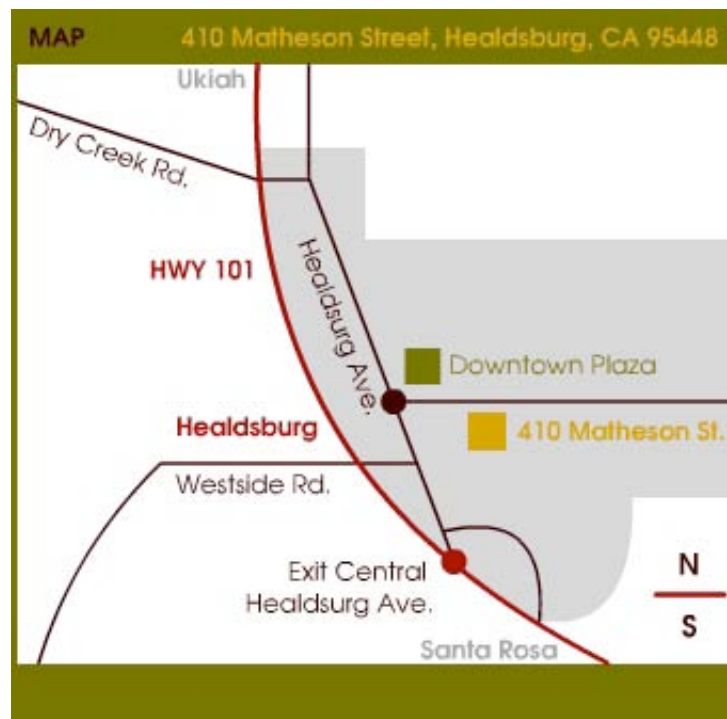 MAP 410 Matheson Street, Healdsburg, CA 95448
Ukiah
Dry Creek Rd.
HWY 101
Healdsurg Ave.
Downtown Plaza
Healdsburg
410 Matheson St.
Westside Rd.
Exit Central
Healdsurg Ave.
N
S
Santa Rosa